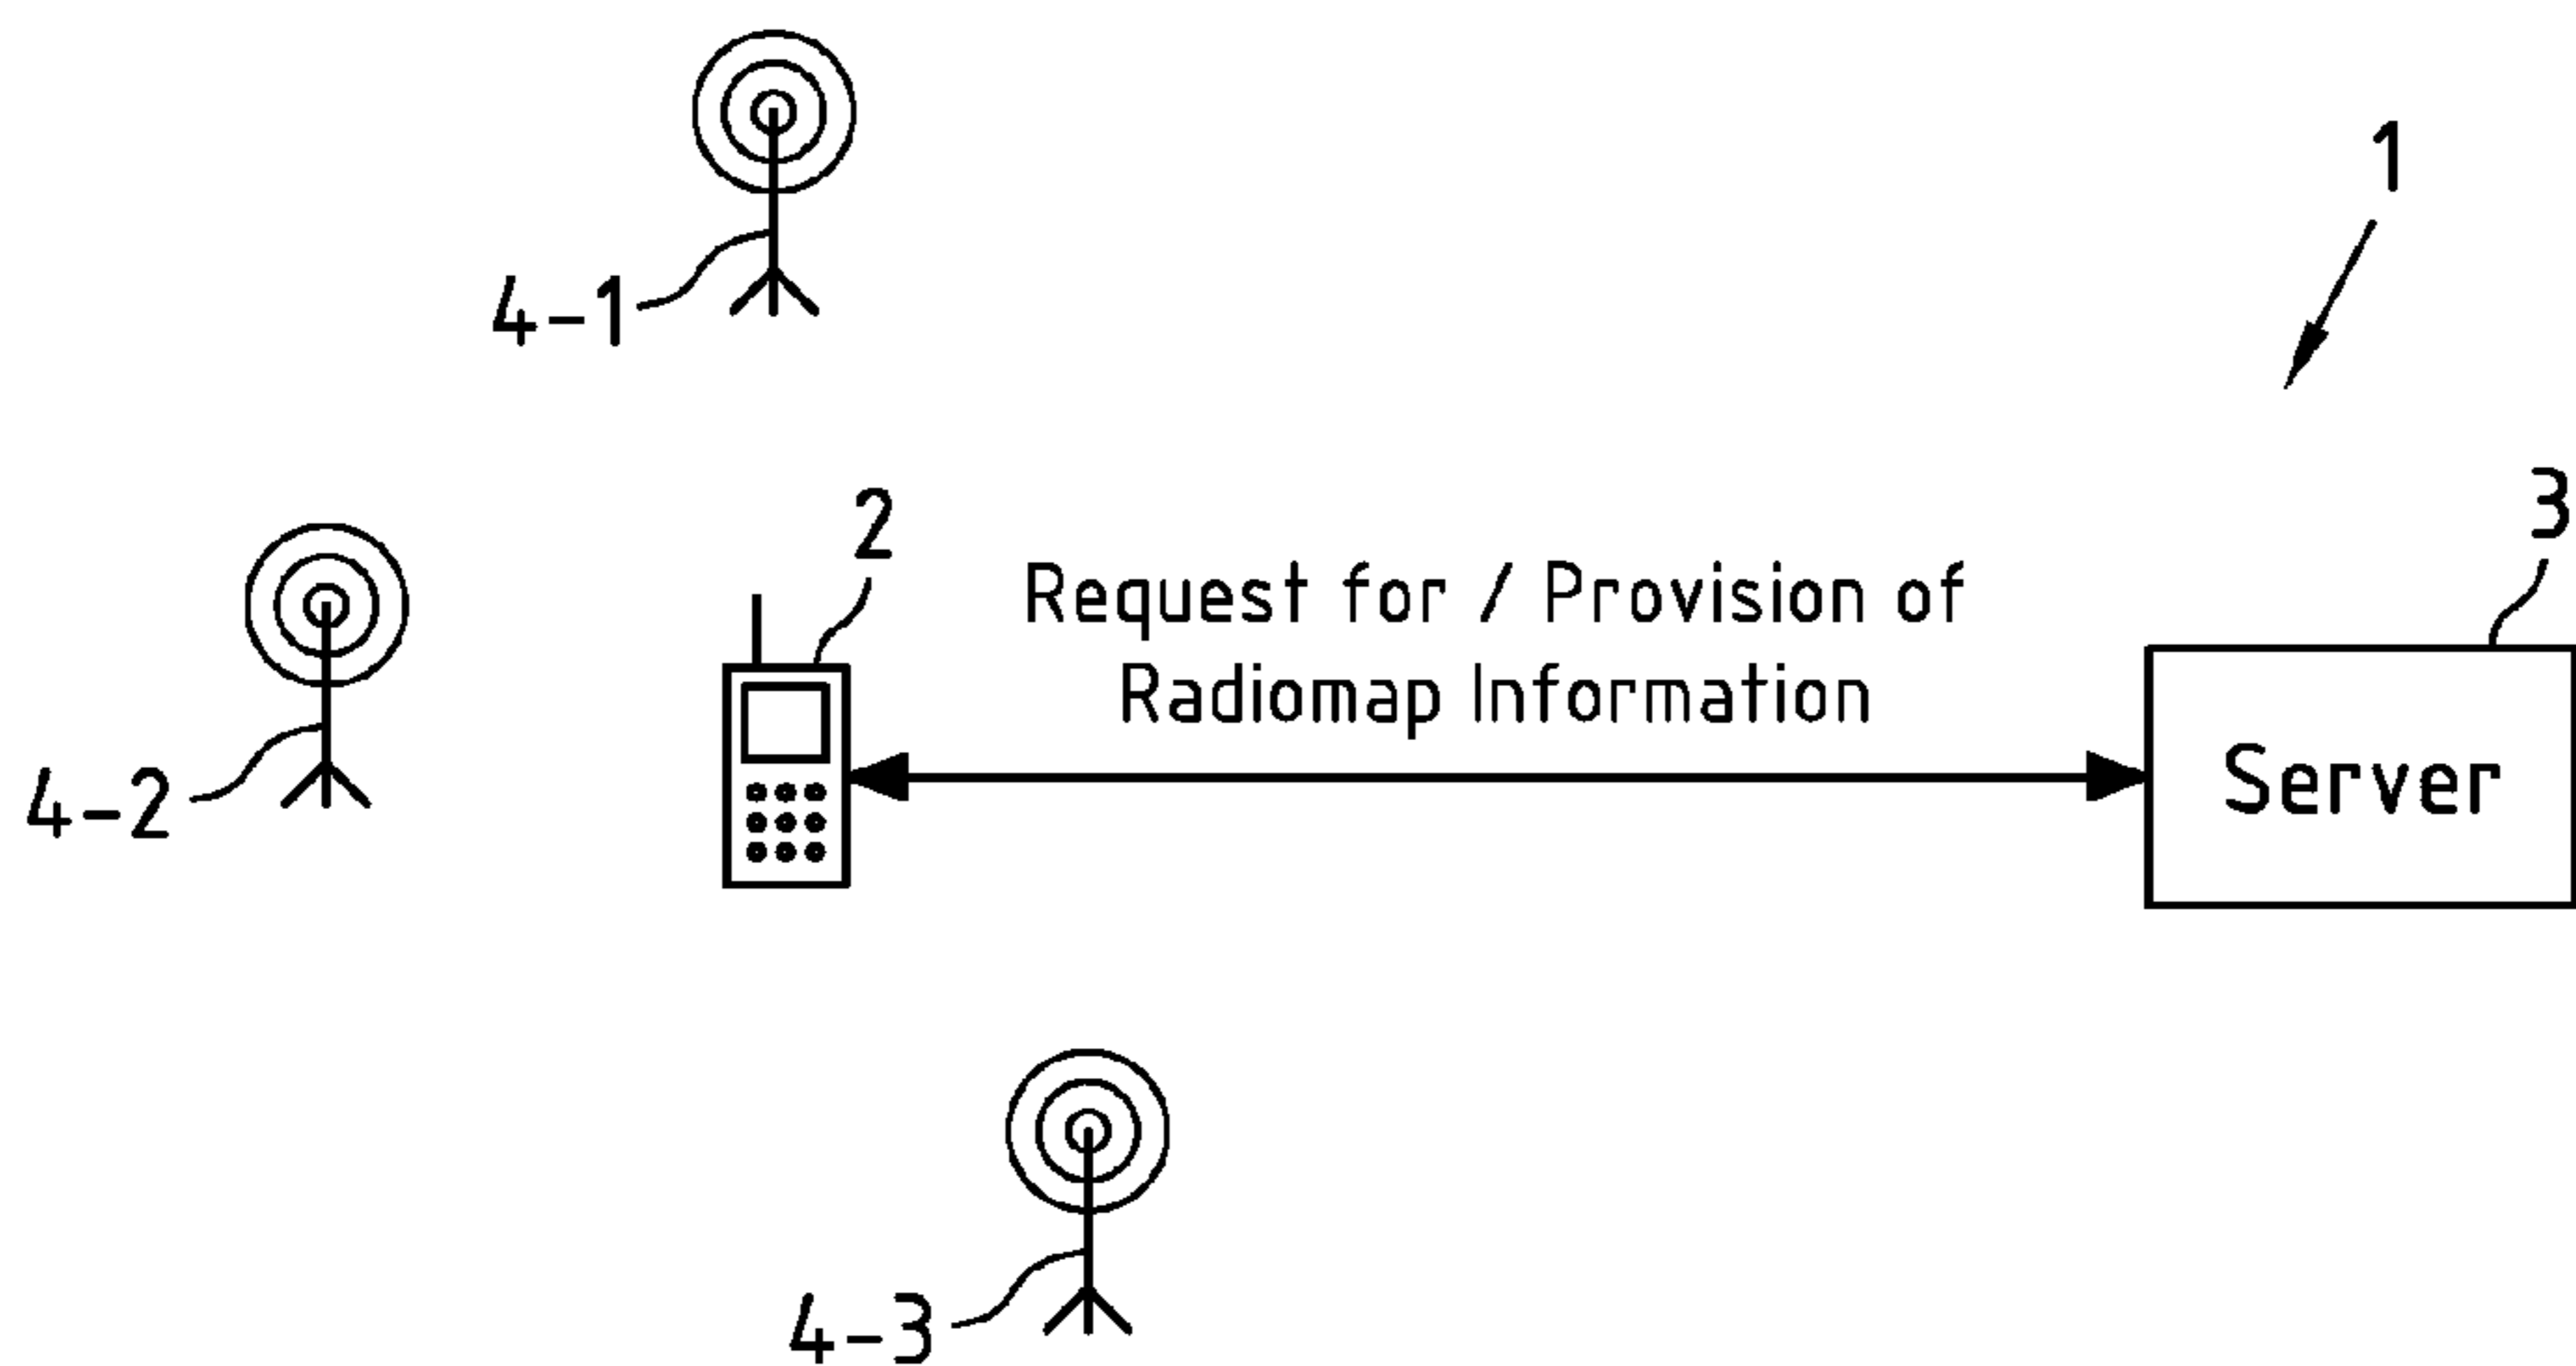 1
4-1
2
3
Request for / Provision of
Radiomap Information
Server
4-2
4-3